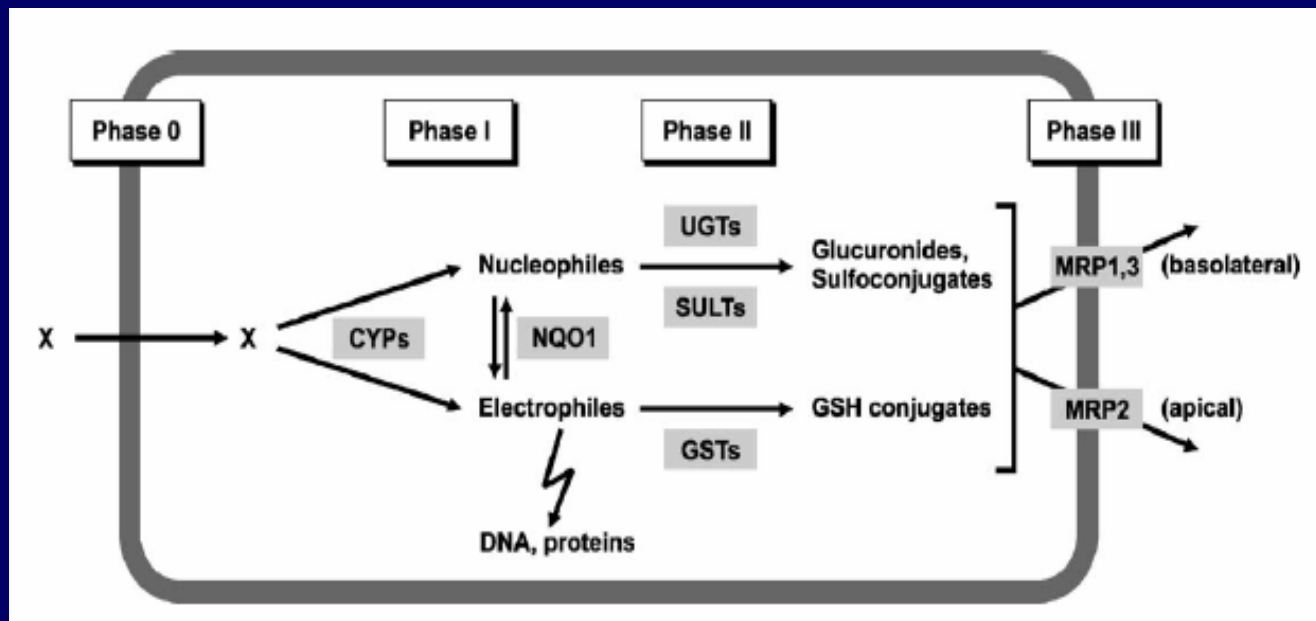 Phase 0
Phase I
Phase II
Phase III
UGTs
Nucleophiles
Glucuronides,
Sulfoconjugates
MRP1,3
(basolateral)
SULTs
X
X
CYPs
NQO1
Electrophiles
GSH conjugates
MRP2
(apical)
GSTs
DNA, proteins